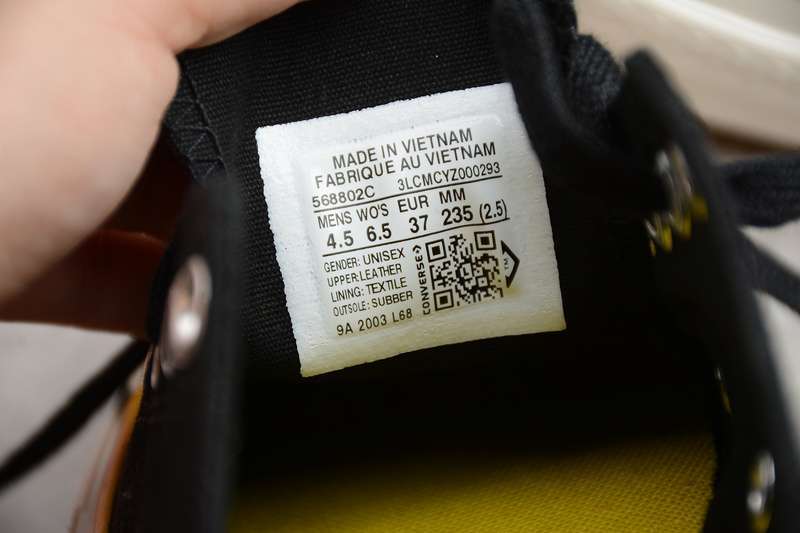 MADE IN VIETNAM
FABRIQUE AU VIETNAM
568802C 3LCMCYZ000293
MENS WO'S EUR MM
4.5 6.5 37 235 (2.5)
GENDER: UNISEX
UPPER: LEATHER
LINING: TEXTILE
OUTSOLE: SUBBER
9A 2003 L68
CONVERSE